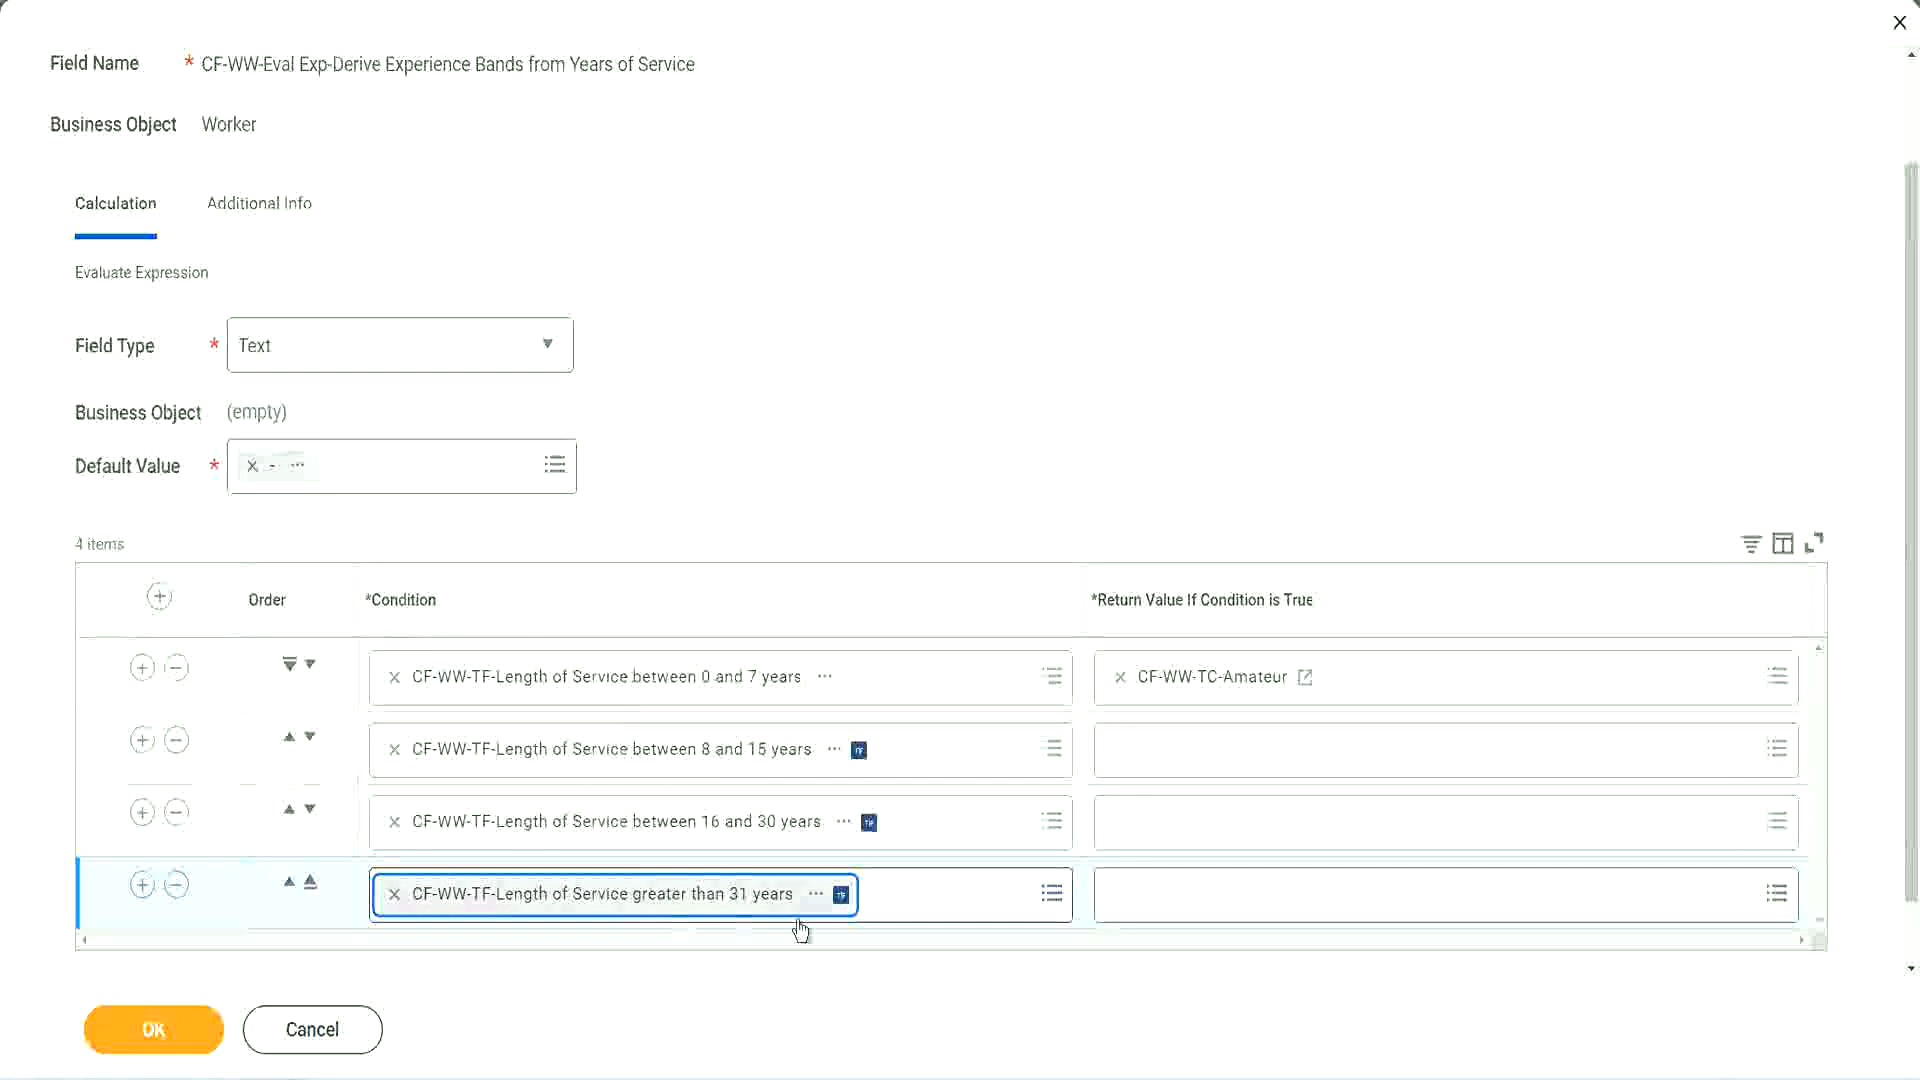 Field Name * CF-WW-Eval Exp-Derive Experience Bands from Years of Service
Business Object Worker
Calculation Additional Info
Evaluate Expression
Field Type * Text
Business Object (empty)
Default Value * - ...
4 items
Order *Condition *Return Value If Condition is True
CF-WW-TF-Length of Service between 0 and 7 years ... CF-WW-TC-Amateur
CF-WW-TF-Length of Service between 8 and 15 years ... TF
CF-WW-TF-Length of Service between 16 and 30 years ... TF
CF-WW-TF-Length of Service greater than 31 years ... TF
OK Cancel